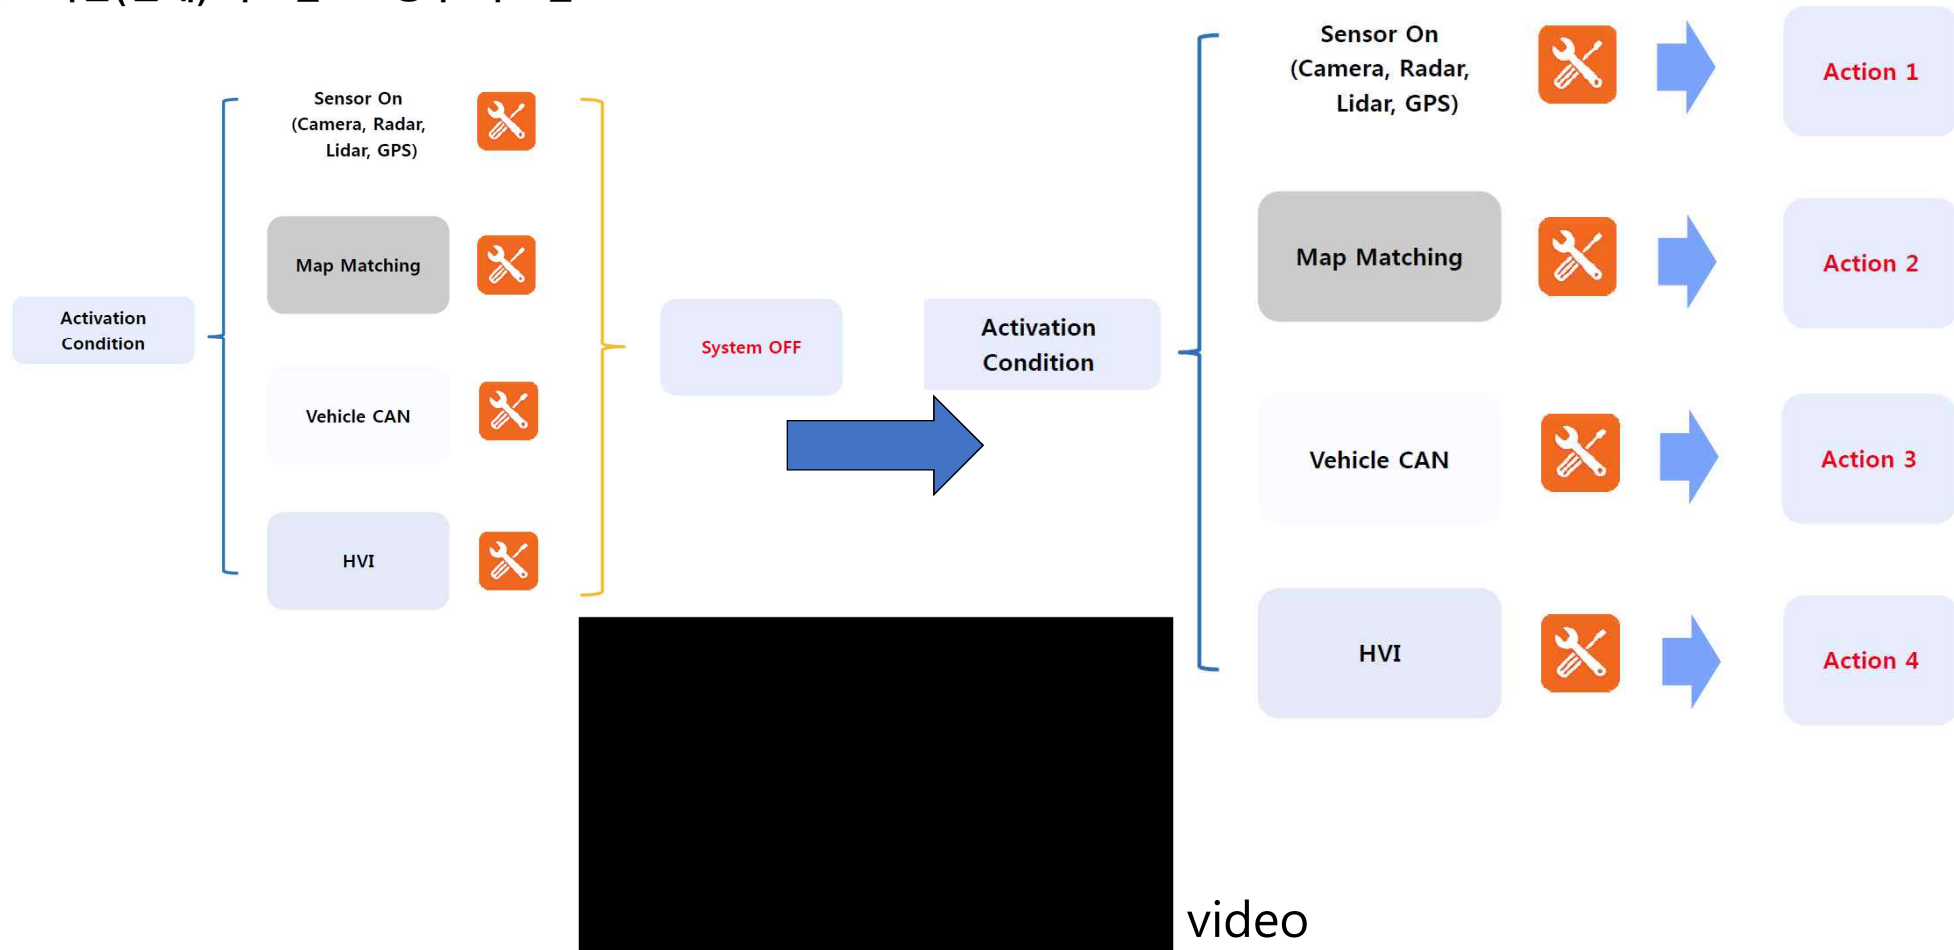 Sensor On
(Camera, Radar,
Lidar, GPS)
Map Matching
Activation
Condition
Vehicle CAN
HVI
System OFF
Activation
Condition
Sensor On
(Camera, Radar,
Lidar, GPS)
Map Matching
Vehicle CAN
HVI
Action 1
Action 2
Action 3
Action 4
video